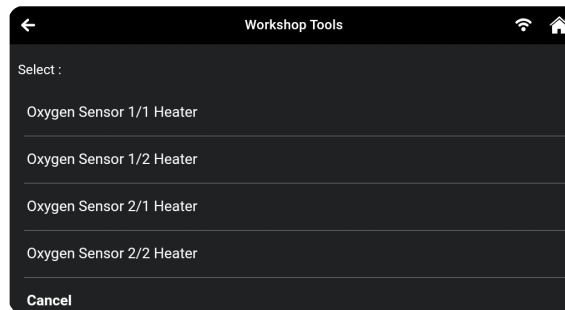 Workshop Tools
Select :
Oxygen Sensor 1/1 Heater
Oxygen Sensor 1/2 Heater
Oxygen Sensor 2/1 Heater
Oxygen Sensor 2/2 Heater
Cancel